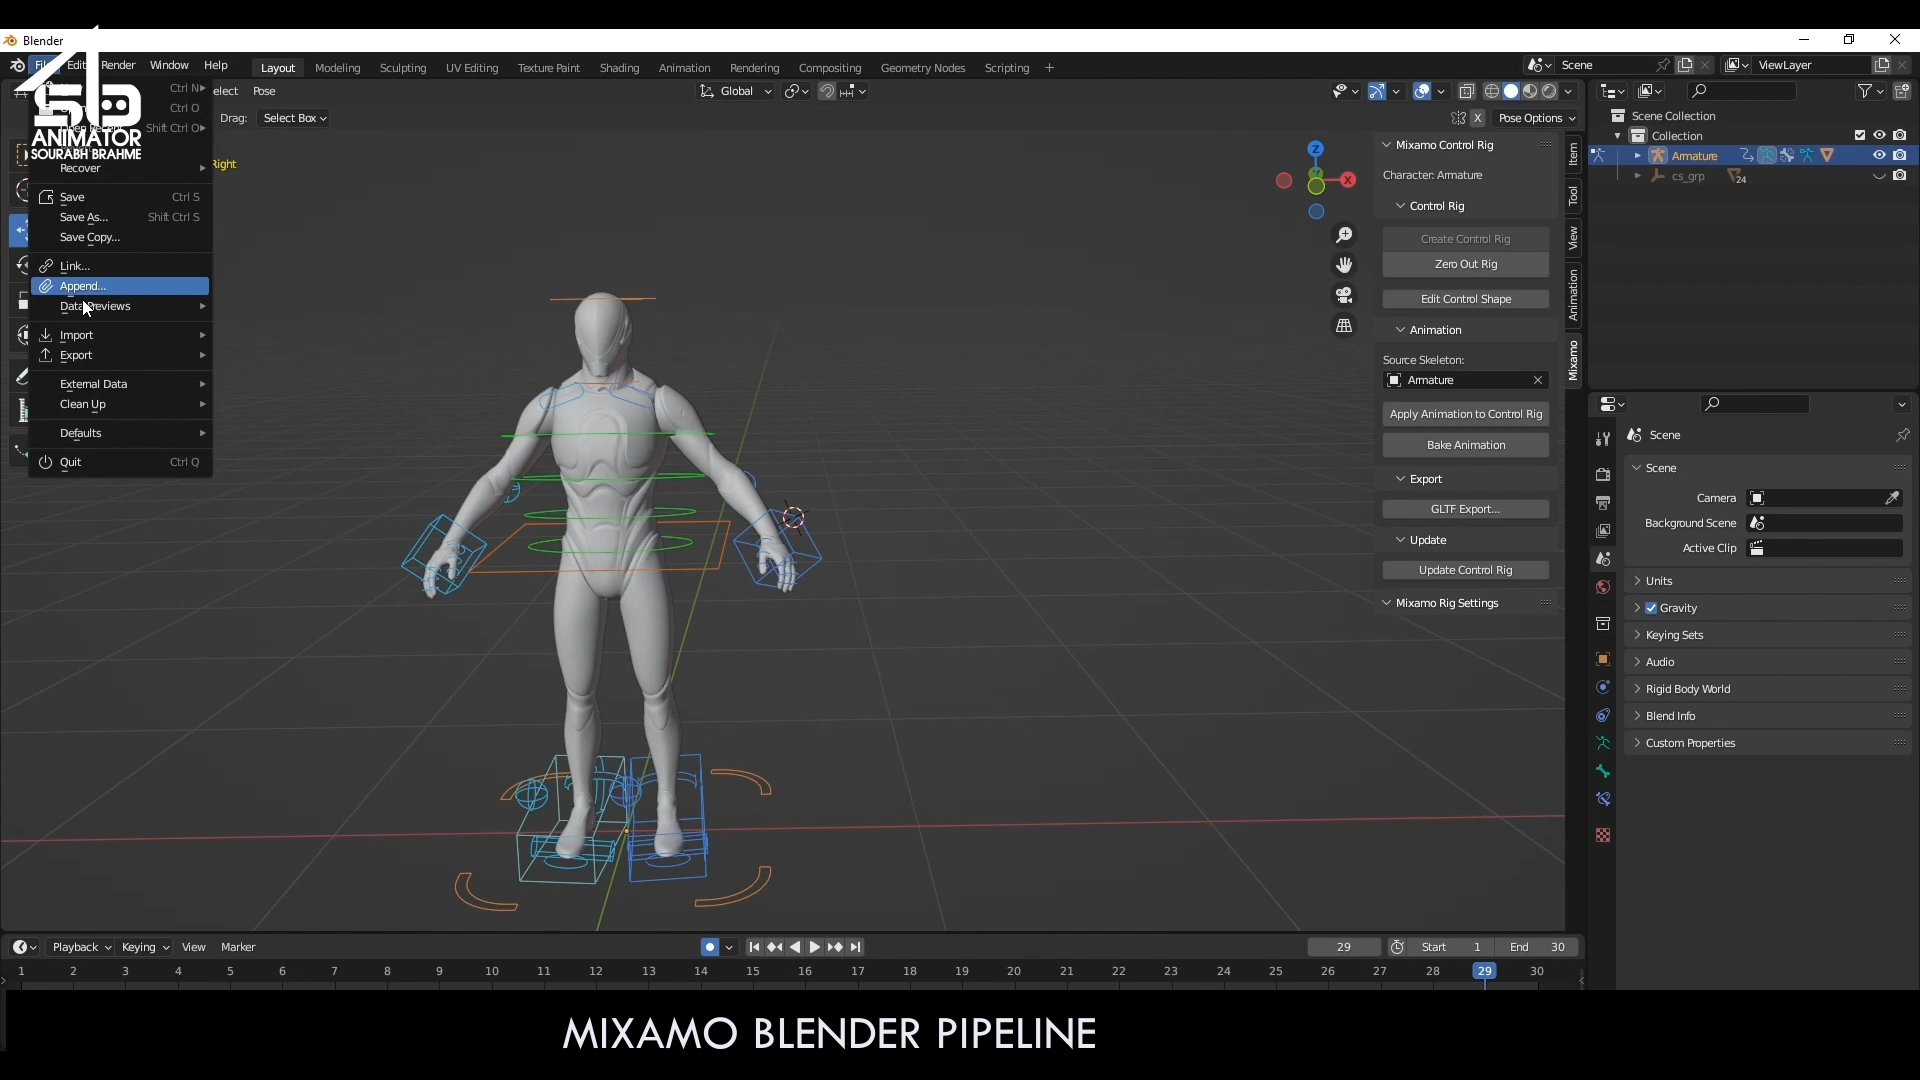 Blender
Edit Render Window Help
Layout Modeling Sculpting UV Editing Texture Paint Shading Animation Rendering Compositing Geometry Nodes Scripting +
Scene
ViewLayer
SB
ANIMATOR
SOURABH BRAHME
Ctrl N
Ctrl O
Shift Ctrl O
Recover
Save Ctrl S
Save As... Shift Ctrl S
Save Copy...
Link...
Append...
Data Previews
Import
Export
External Data
Clean Up
Defaults
Quit Ctrl Q
Pose
Global
Drag: Select Box
X
Pose Options
Z
X
Mixamo Control Rig
Character: Armature
Control Rig
Create Control Rig
Zero Out Rig
Edit Control Shape
Animation
Source Skeleton:
Armature
Apply Animation to Control Rig
Bake Animation
Export
GLTF Export...
Update
Update Control Rig
Mixamo Rig Settings
Item
Tool
View
Animation
Mixamo
Scene Collection
Collection
Armature
cs_grp 24
Scene
Scene
Camera
Background Scene
Active Clip
Units
Gravity
Keying Sets
Audio
Rigid Body World
Blend Info
Custom Properties
Playback Keying View Marker
29
Start 1
End 30
1 2 3 4 5 6 7 8 9 10 11 12 13 14 15 16 17 18 19 20 21 22 23 24 25 26 27 28 29 30
MIXAMO BLENDER PIPELINE